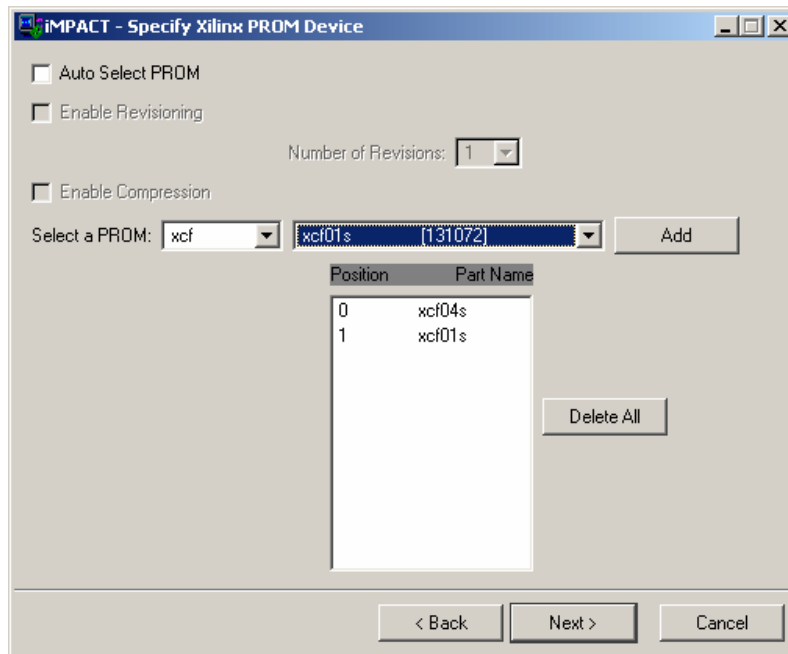 iMPACT - Specify Xilinx PROM Device
Auto Select PROM
Enable Revisioning
Number of Revisions: 1
Enable Compression
Select a PROM: xcf xcf01s [131072] Add
Position Part Name
0 xcf04s
1 xcf01s
Delete All
< Back Next > Cancel